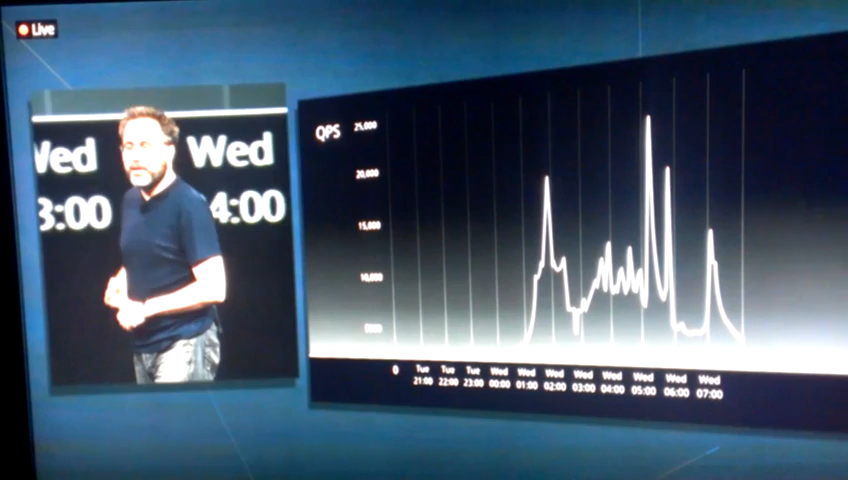 Live
Wed Wed
3:00 4:00
QPS
25,000
20,000
15,000
10,000
0 Tue Tue Tue Wed Wed Wed Wed Wed Wed Wed Wed
21:00 22:00 23:00 00:00 01:00 02:00 03:00 04:00 05:00 06:00 07:00